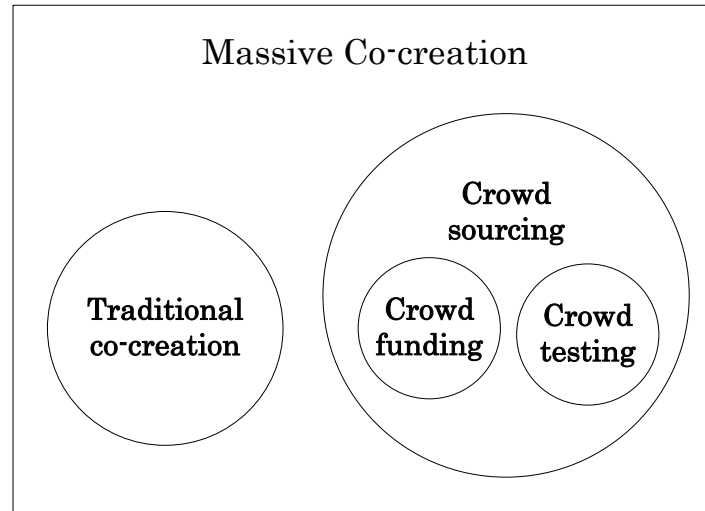 Massive Co-creation
Crowd
sourcing
Traditional
co-creation
Crowd
funding
Crowd
testing